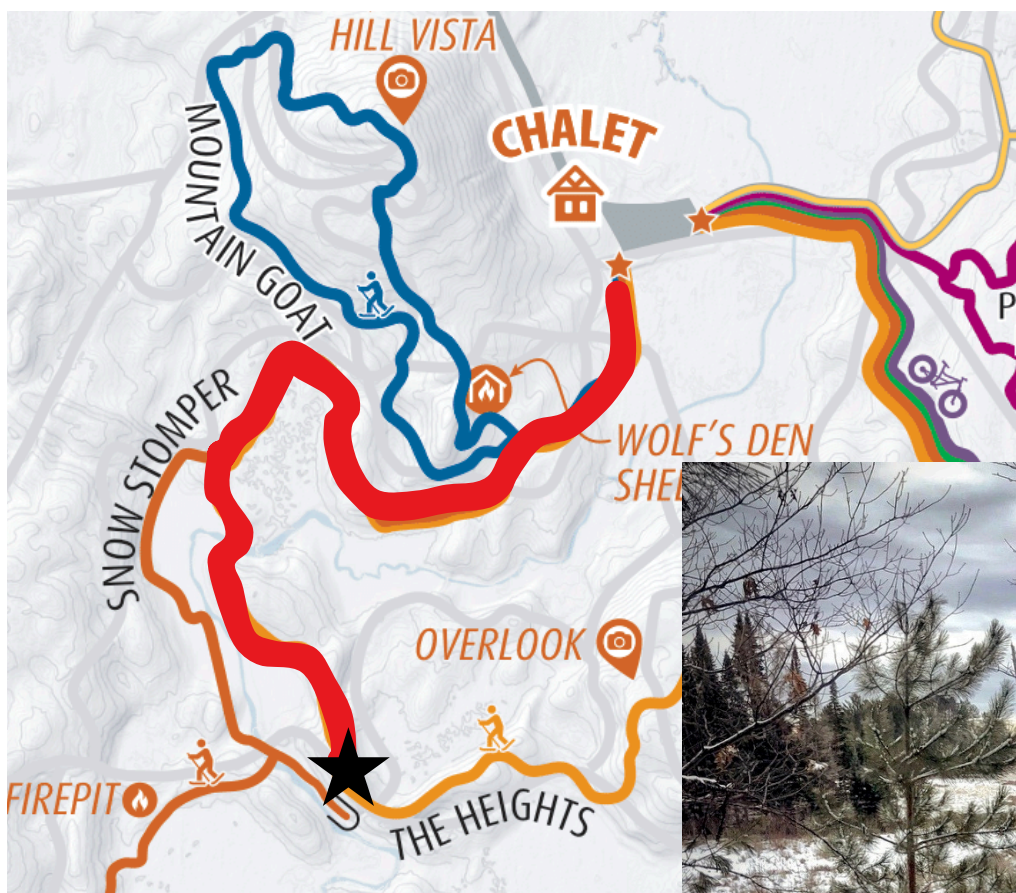 HILL VISTA
CHALET
MOUNTAIN GOAT
SNOW STOMPER
WOLF'S DEN
OVERLOOK
FIREPIT
THE HEIGHTS